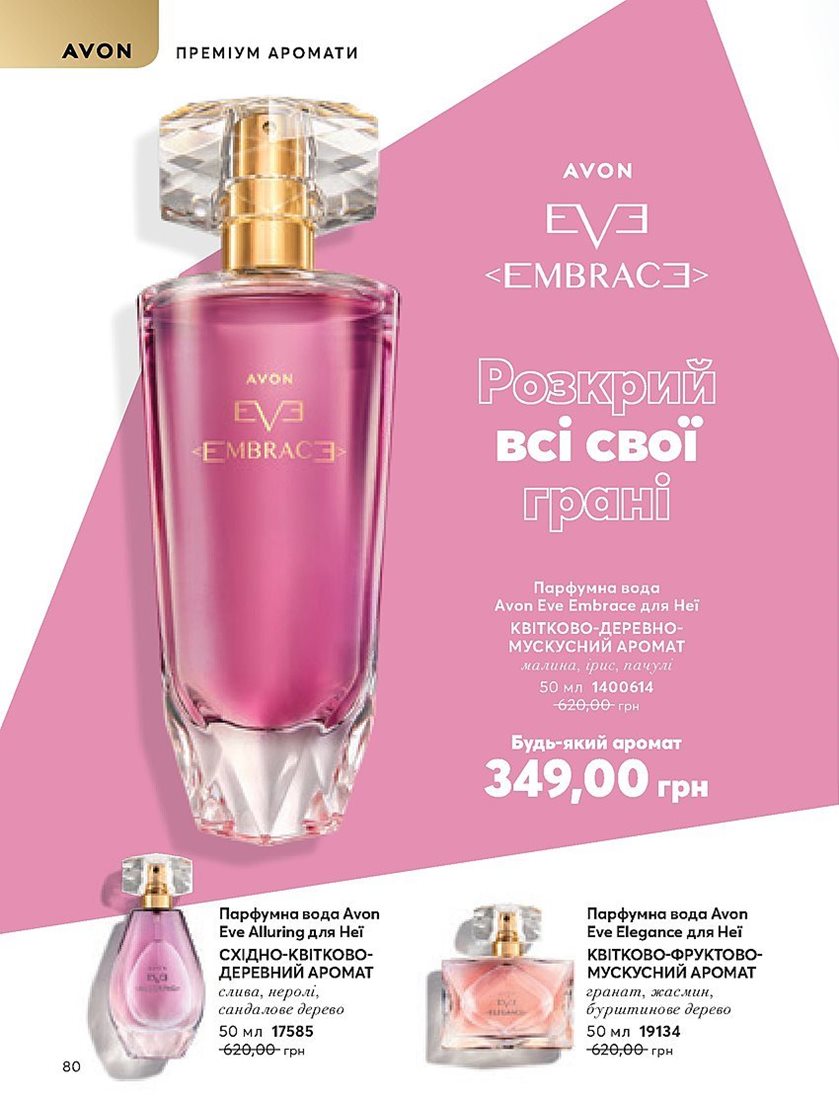 AVON
ПРЕМІУМ АРОМАТИ
AVON
EVE
<EMBRACE>
AVON
EVE
<EMBRACE>
Розкрий
всі свої
грані
Парфумна вода
Avon Eve Embrace для Неї
КВІТКОВО-ДЕРЕВНО-
МУСКУСНИЙ АРОМАТ
малина, ірис, пачулі
50 мл 1400614
620,00 грн
Будь-який аромат
349,00 грн
Парфумна вода Avon
Eve Alluring для Неї
СХІДНО-КВІТКОВО-
ДЕРЕВНИЙ АРОМАТ
слива, неролі,
сандалове дерево
50 мл 17585
620,00 грн
EVE
Парфумна вода Avon
Eve Elegance для Неї
КВІТКОВО-ФРУКТОВО-
МУСКУСНИЙ АРОМАТ
гранат, жасмин,
бурштинове дерево
50 мл 19134
620,00 грн
EVE
ELEGANCE
80